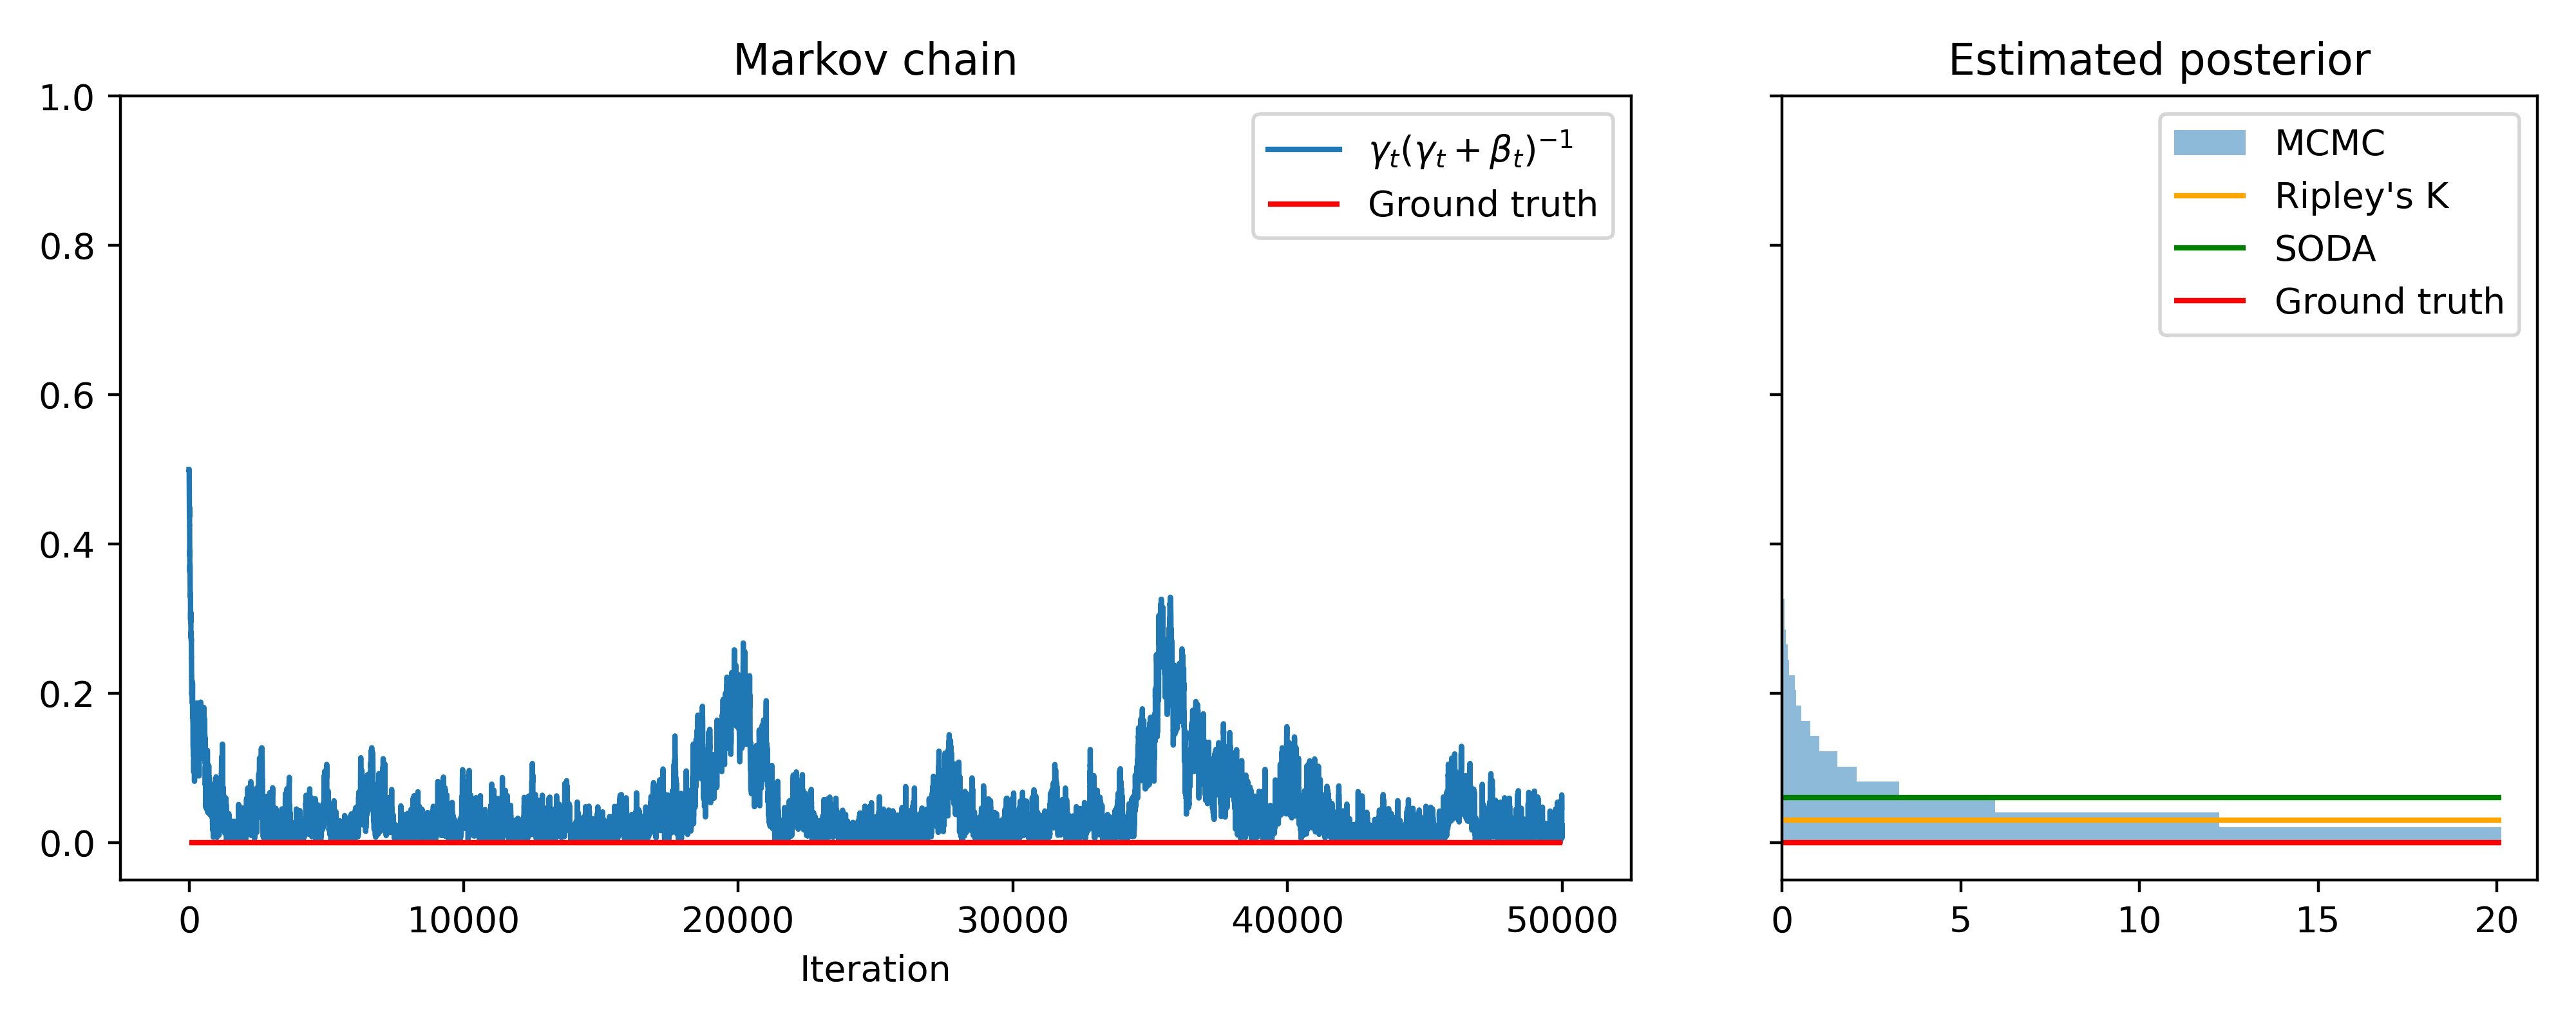 Markov chain
1.0
0.8
0.6
0.4
0.2
0.0
γₜ(γₜ + βₜ)⁻¹
Ground truth
0 10000 20000 30000 40000 50000
Iteration
Estimated posterior
MCMC
Ripley's K
SODA
Ground truth
0 5 10 15 20